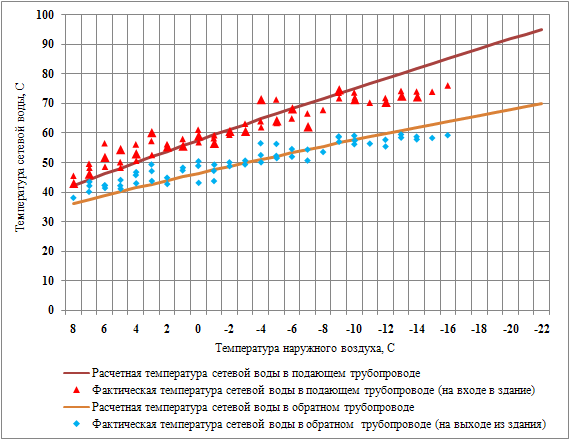 100
90
80
70
60
50
40
30
20
10
0
Температура сетевой воды, С
8 6 4 2 0 -2 -4 -6 -8 -10 -12 -14 -16 -18 -20 -22
Температура наружного воздуха, С
Расчетная температура сетевой воды в подающем трубопроводе
Фактическая температура сетевой воды в подающем трубопроводе (на входе в здание)
Расчетная температура сетевой воды в обратном трубопроводе
Фактическая температура сетевой воды в обратном трубопроводе (на выходе из здания)